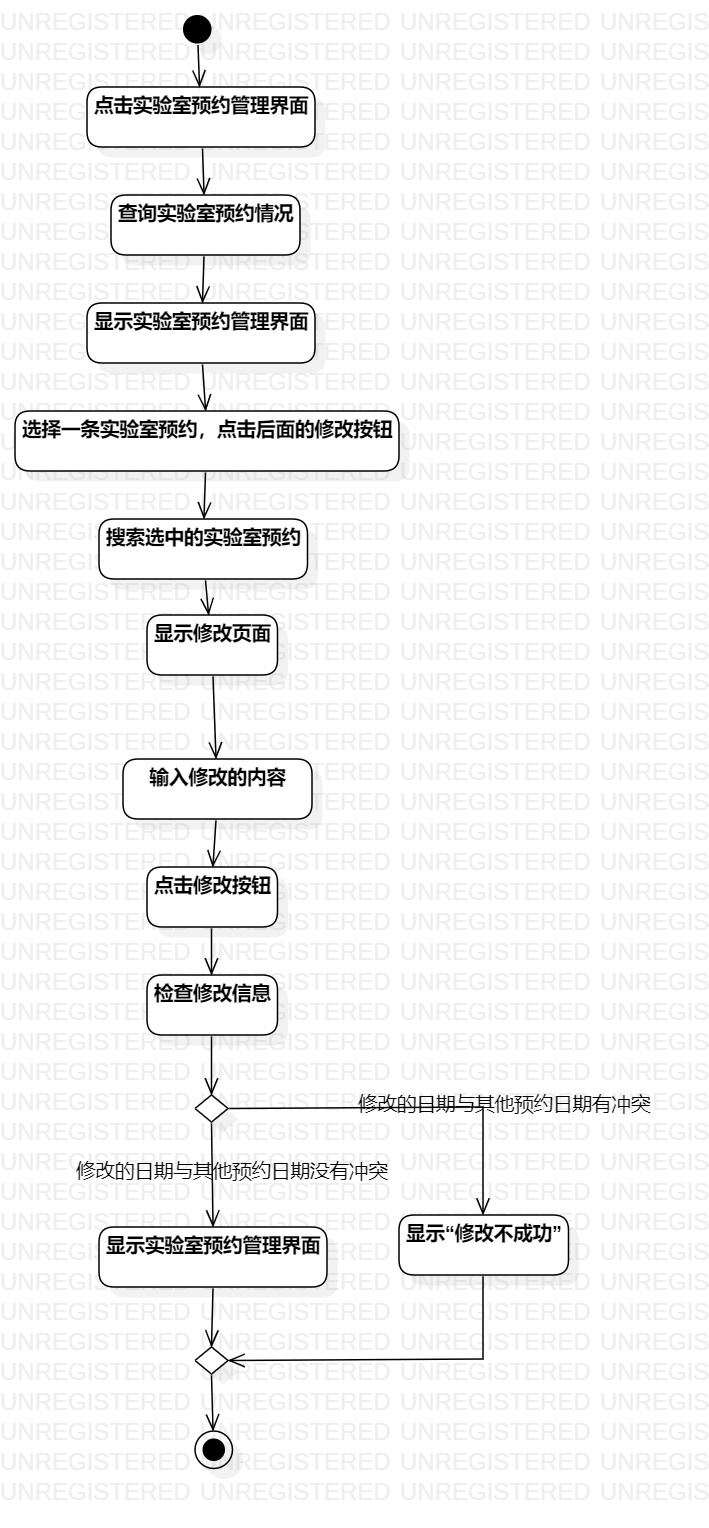 点击实验室预约管理界面
查询实验室预约情况
显示实验室预约管理界面
选择一条实验室预约，点击后面的修改按钮
搜索选中的实验室预约
显示修改页面
输入修改的内容
点击修改按钮
检查修改信息
修改的日期与其他预约日期有冲突
修改的日期与其他预约日期没有冲突
显示“修改不成功”
显示实验室预约管理界面
UNREGISTERED